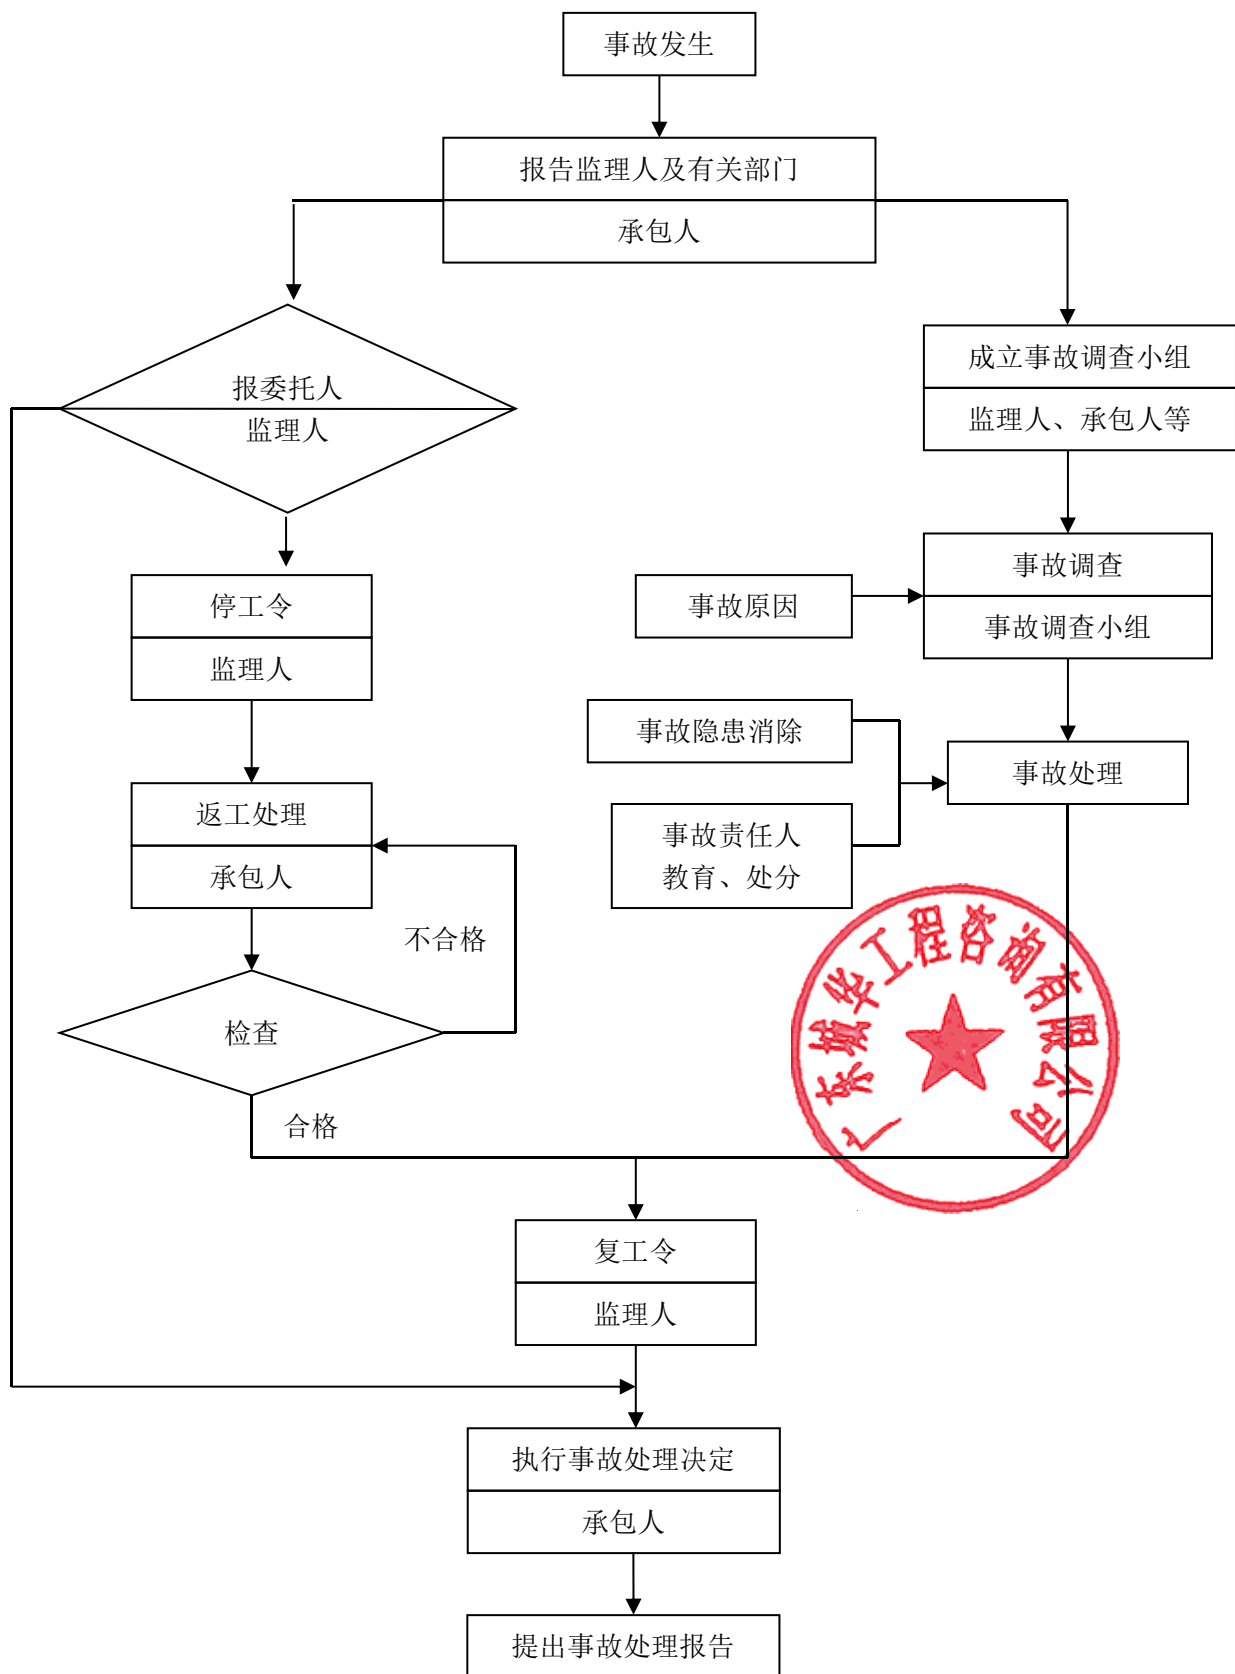 事故发生
报告监理人及有关部门
承包人
报委托人
监理人
成立事故调查小组
监理人、承包人等
停工令
监理人
事故原因
事故调查
事故调查小组
事故隐患消除
事故处理
返工处理
承包人
事故责任人
教育、处分
不合格
检查
合格
广东城华工程咨询有限公司
复工令
监理人
执行事故处理决定
承包人
提出事故处理报告